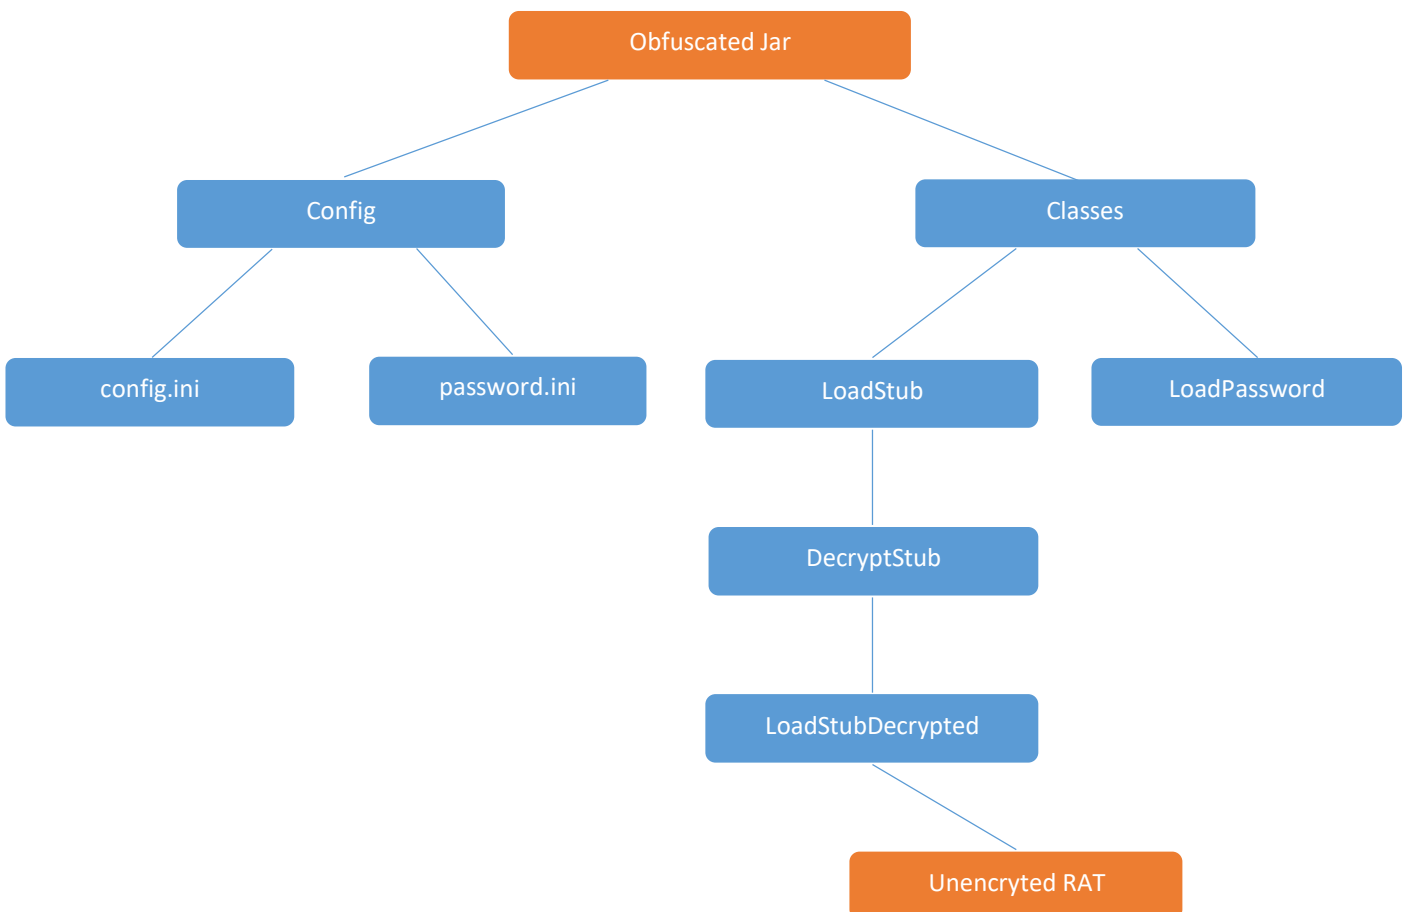 Obfuscated Jar
Config
Classes
config.ini
password.ini
LoadStub
LoadPassword
DecryptStub
LoadStubDecrypted
Unencryted RAT